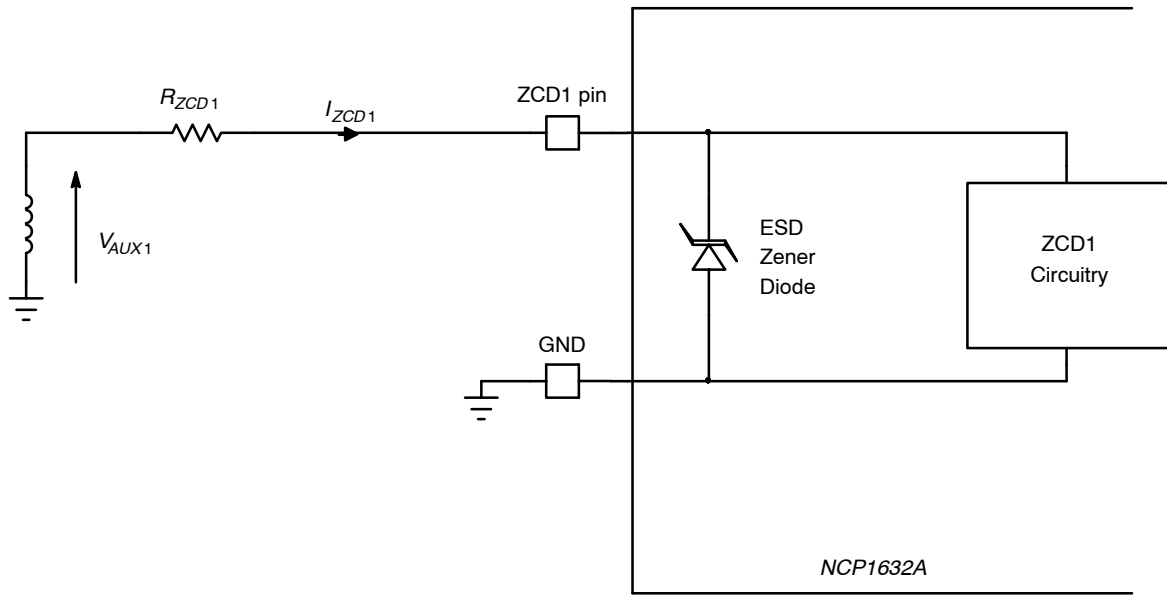 R_ZCD1
I_ZCD1
ZCD1 pin
V_AUX1
ESD
Zener
Diode
ZCD1
Circuitry
GND
NCP1632A